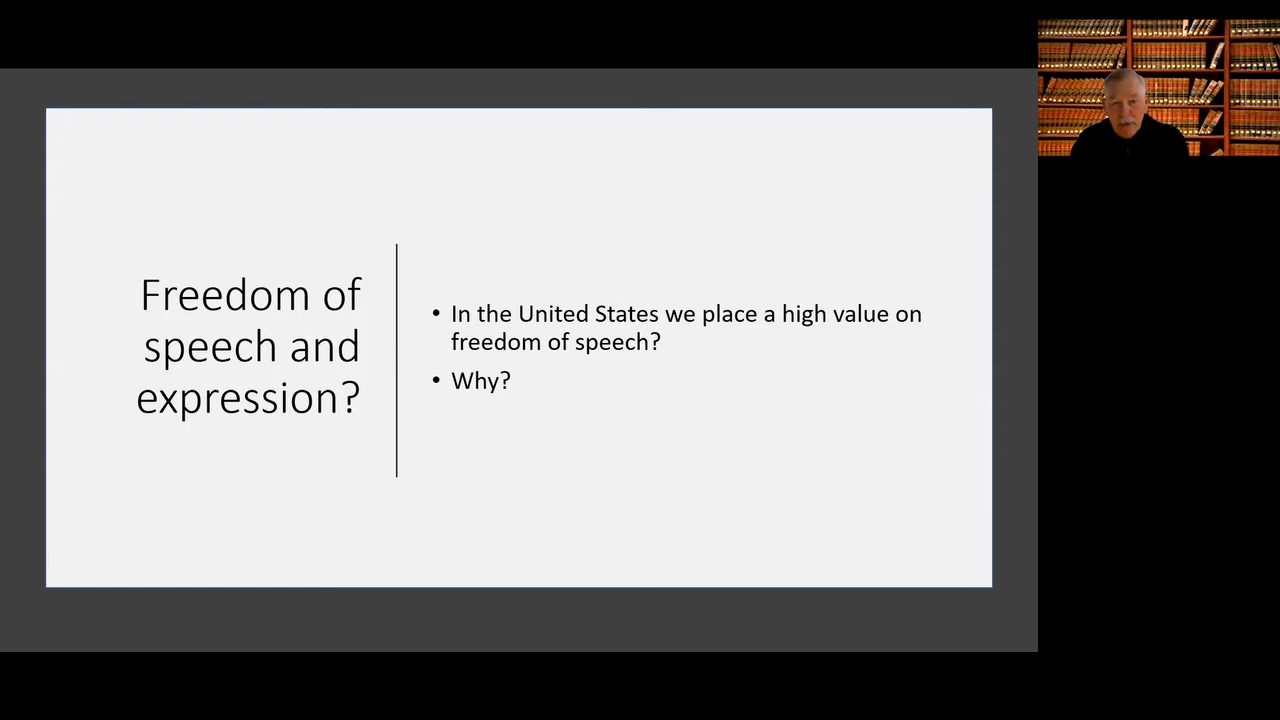 Freedom of
speech and
expression?
• In the United States we place a high value on
freedom of speech?
• Why?